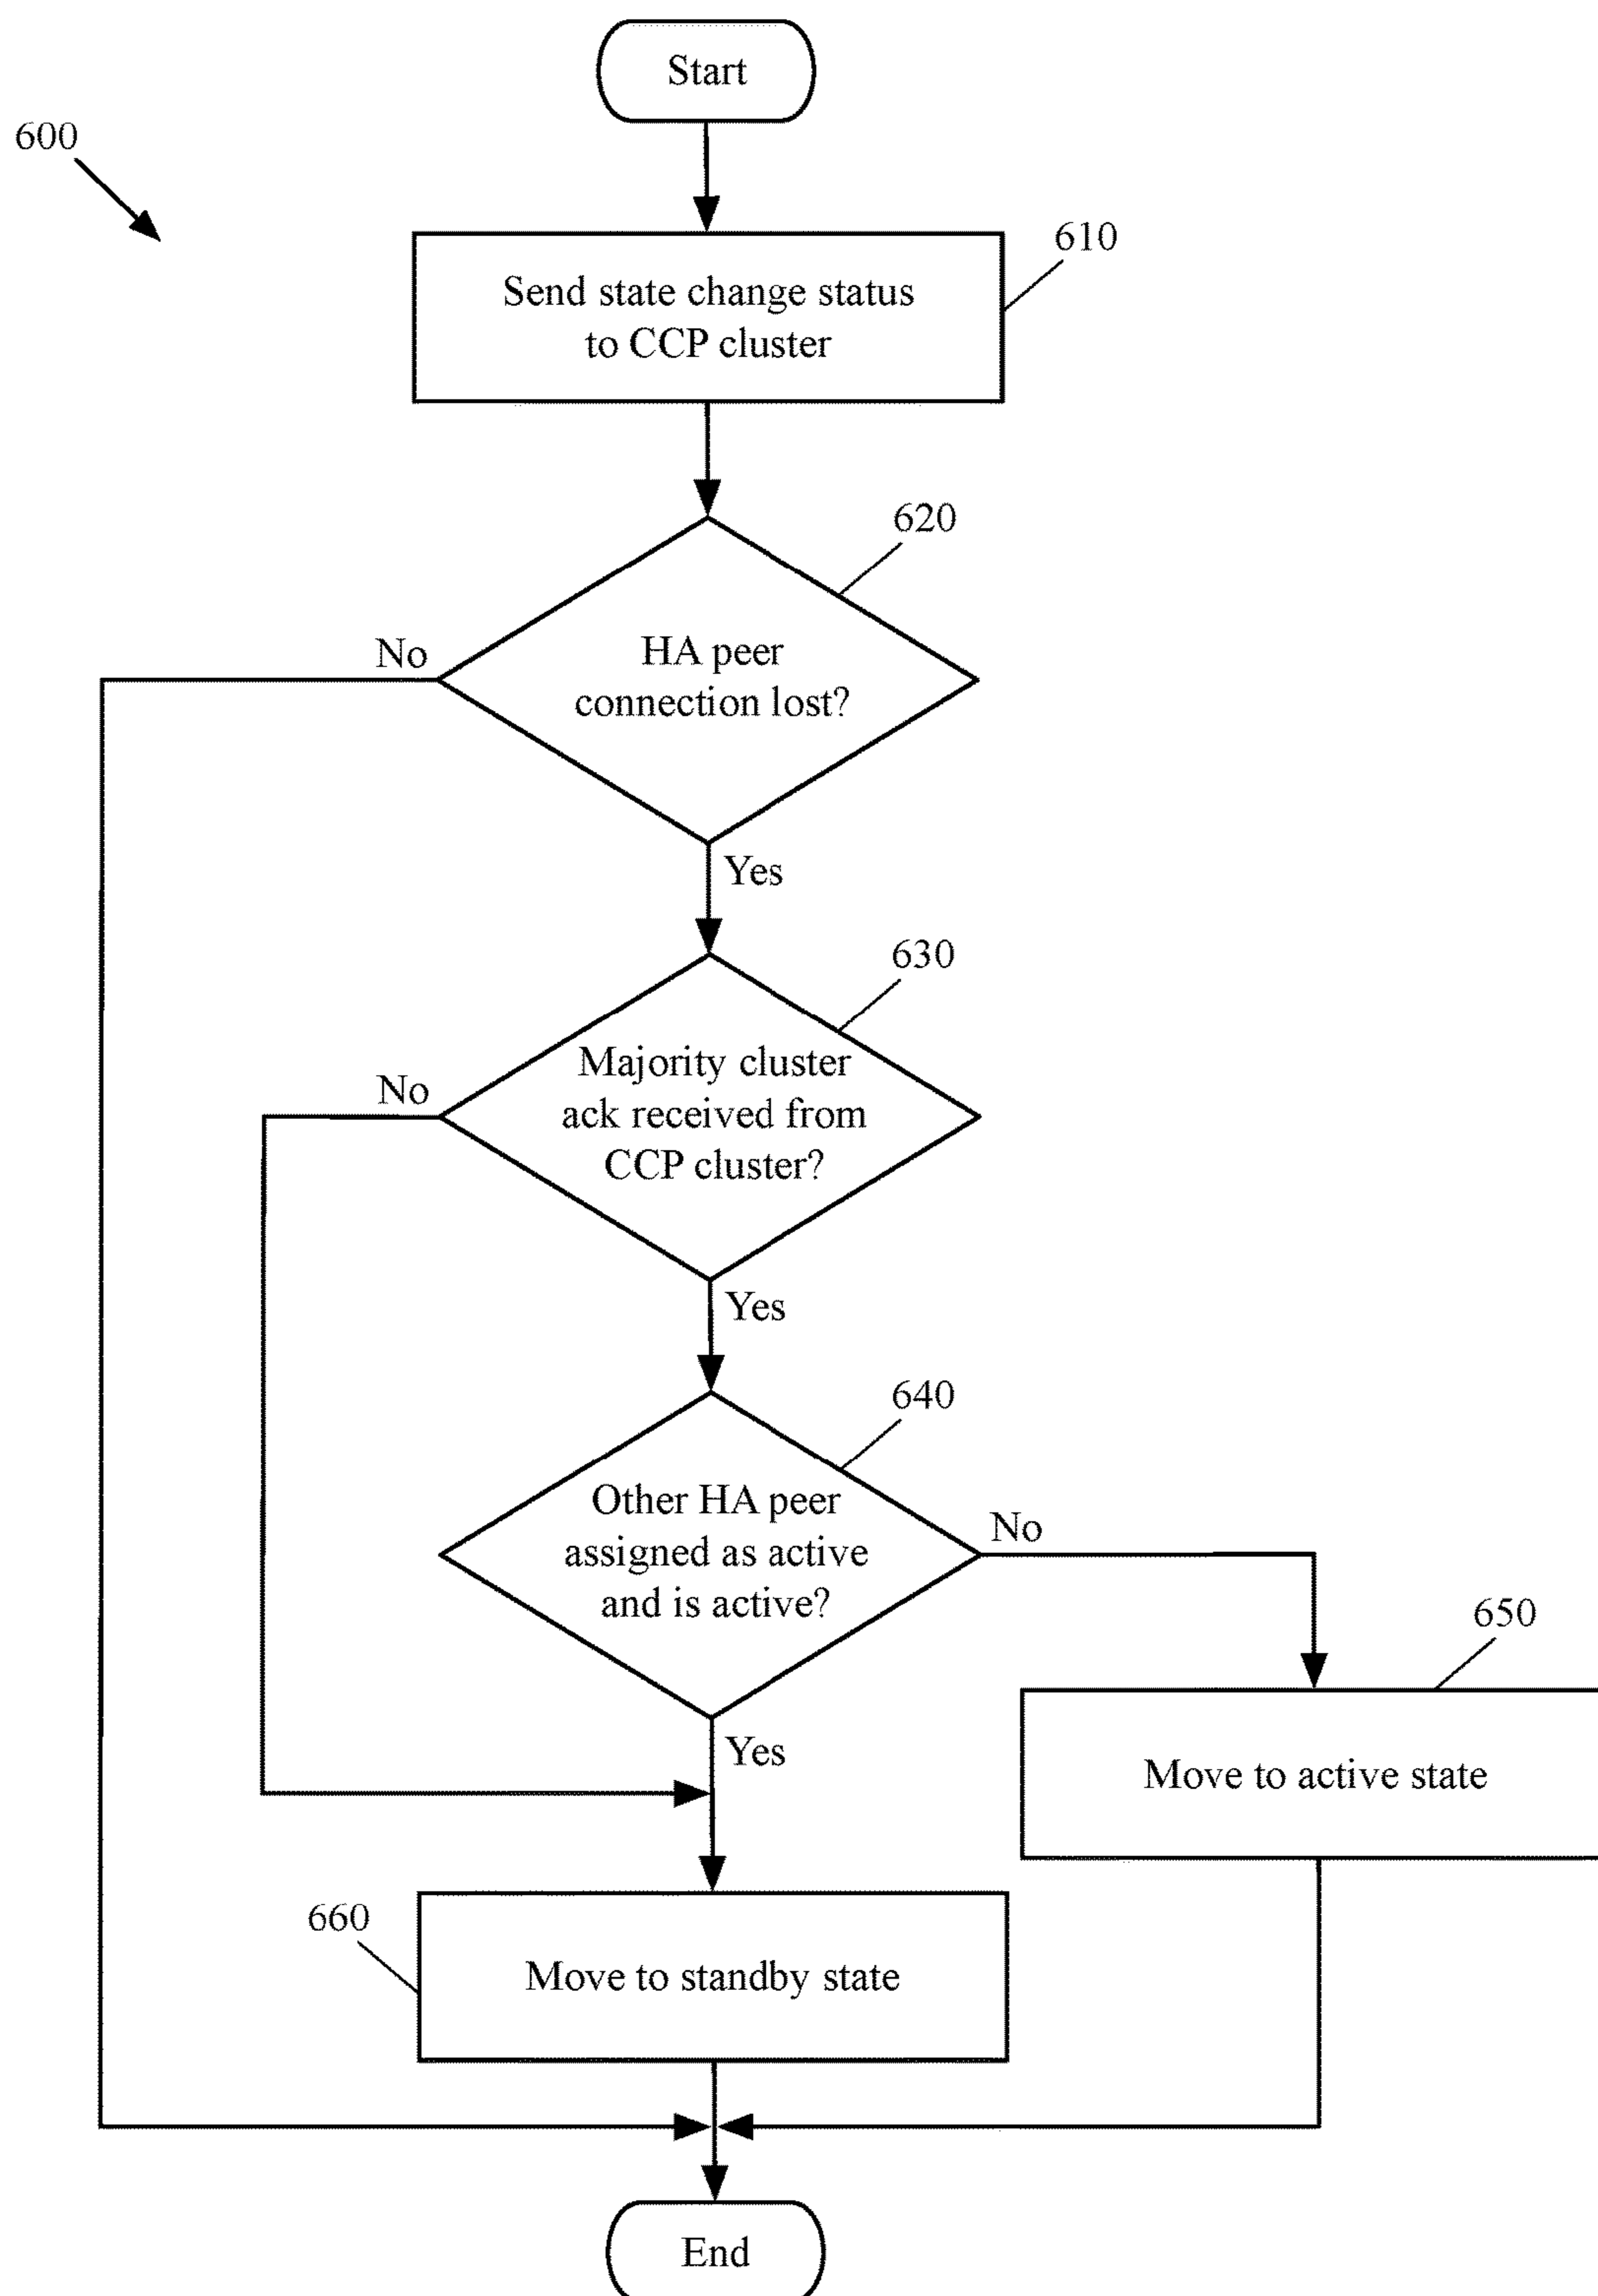 Start
600
610
Send state change status
to CCP cluster
620
HA peer
connection lost?
No
Yes
630
Majority cluster
ack received from
CCP cluster?
No
Yes
640
Other HA peer
assigned as active
and is active?
No
Yes
650
Move to active state
660
Move to standby state
End